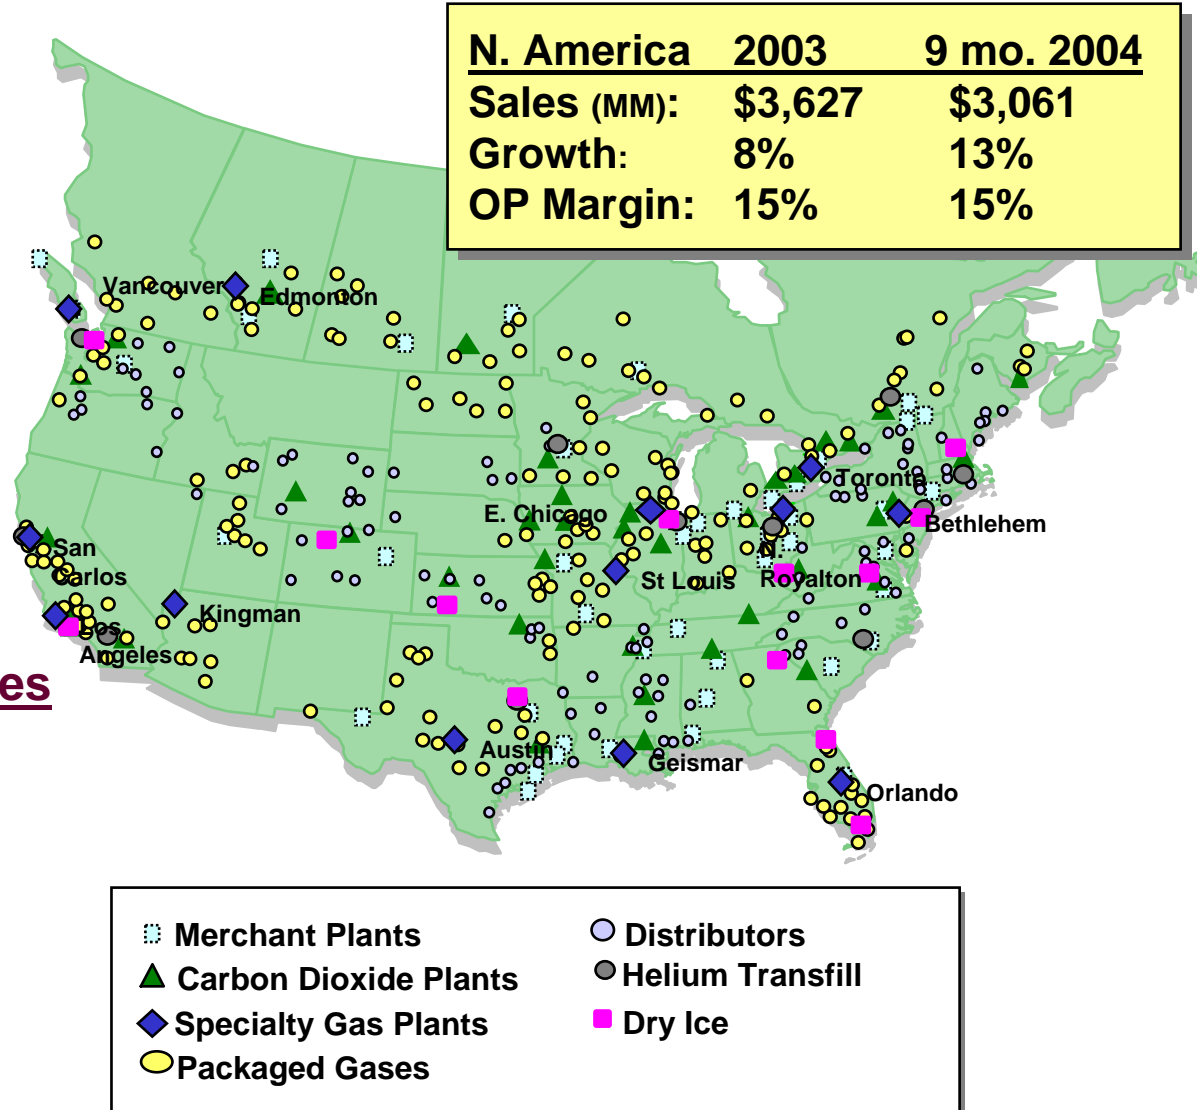 N. America 2003 9 mo. 2004
Sales (MM): $3,627 $3,061
Growth: 8% 13%
OP Margin: 15% 15%
Vancouver
Edmonton
Toronto
E. Chicago
Bethlehem
San
Carlos
N.
Royalton
St Louis
Kingman
Los
Angeles
es
Austin
Geismar
Orlando
Merchant Plants
Distributors
Carbon Dioxide Plants
Helium Transfill
Specialty Gas Plants
Dry Ice
Packaged Gases